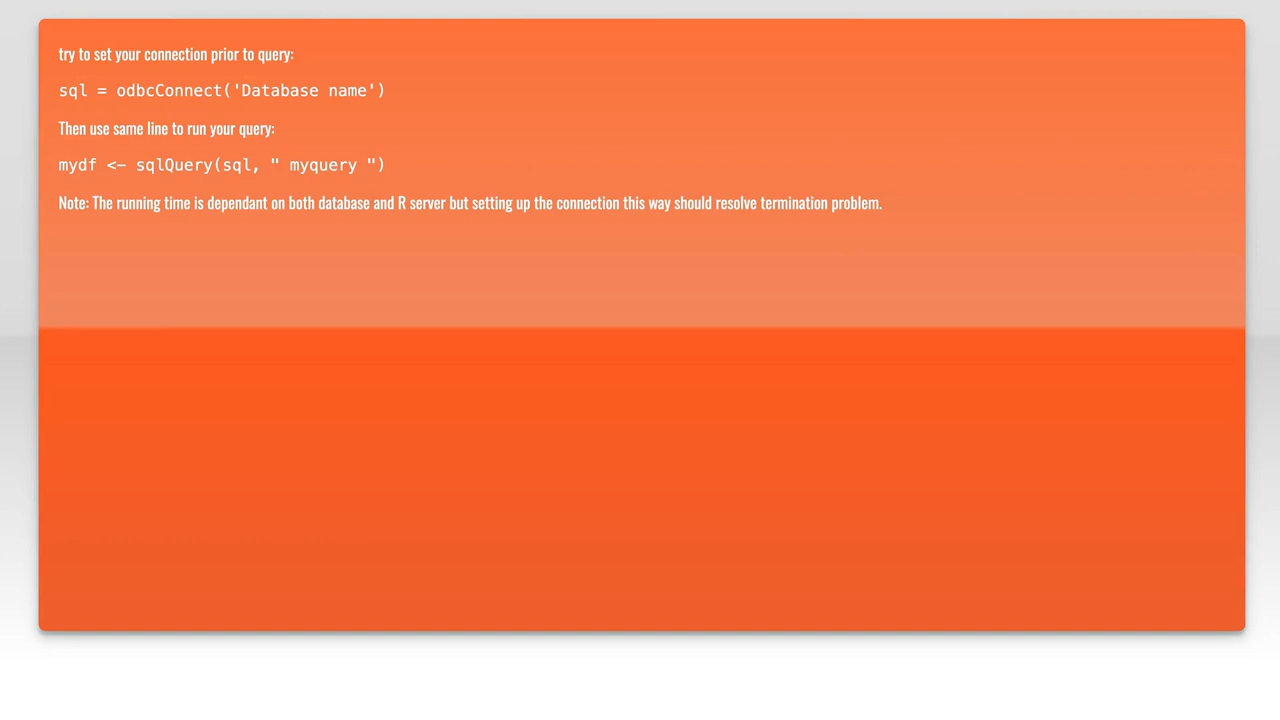 try to set your connection prior to query:
sql = odbcConnect('Database name')
Then use same line to run your query:
mydf <- sqlQuery(sql, " myquery ")
Note: The running time is dependant on both database and R server but setting up the connection this way should resolve termination problem.